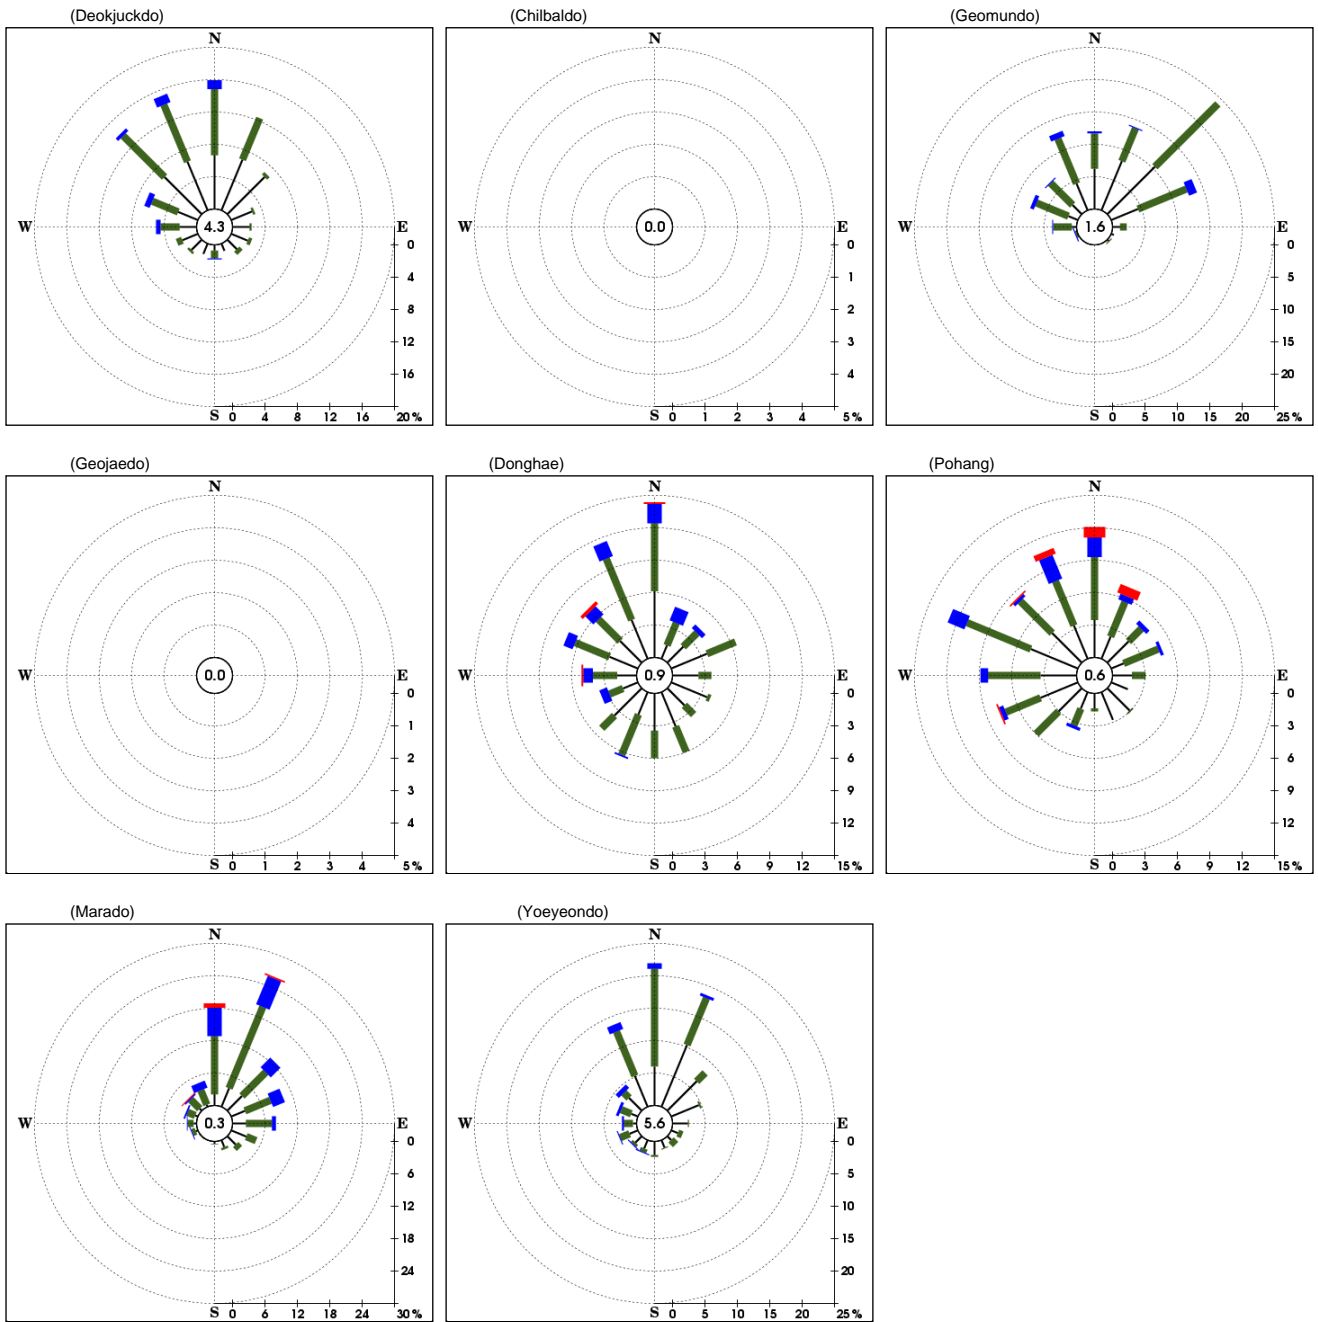 (Deokjuckdo)
N
W
4.3
E
0
4
8
12
16
S 0 4 8 12 16 20%
(Chilbaldo)
N
0.0
0
1
2
3
4
S 0 1 2 3 4 5%
(Geomundo)
N
W
1.6
E
0
5
10
15
20
S 0 5 10 15 20 25%
(Geojaedo)
N
W
0.0
E
0
1
2
3
4
S 0 1 2 3 4 5%
(Donghae)
N
W
0.9
E
0
3
6
9
12
S 0 3 6 9 12 15%
(Pohang)
N
W
0.6
E
0
3
6
9
12
S 0 3 6 9 12 15%
(Marado)
N
W
0.3
E
0
6
12
18
24
S 0 6 12 18 24 30%
(Yoeyeondo)
N
W
5.6
E
0
5
10
15
20
S 0 5 10 15 20 25%